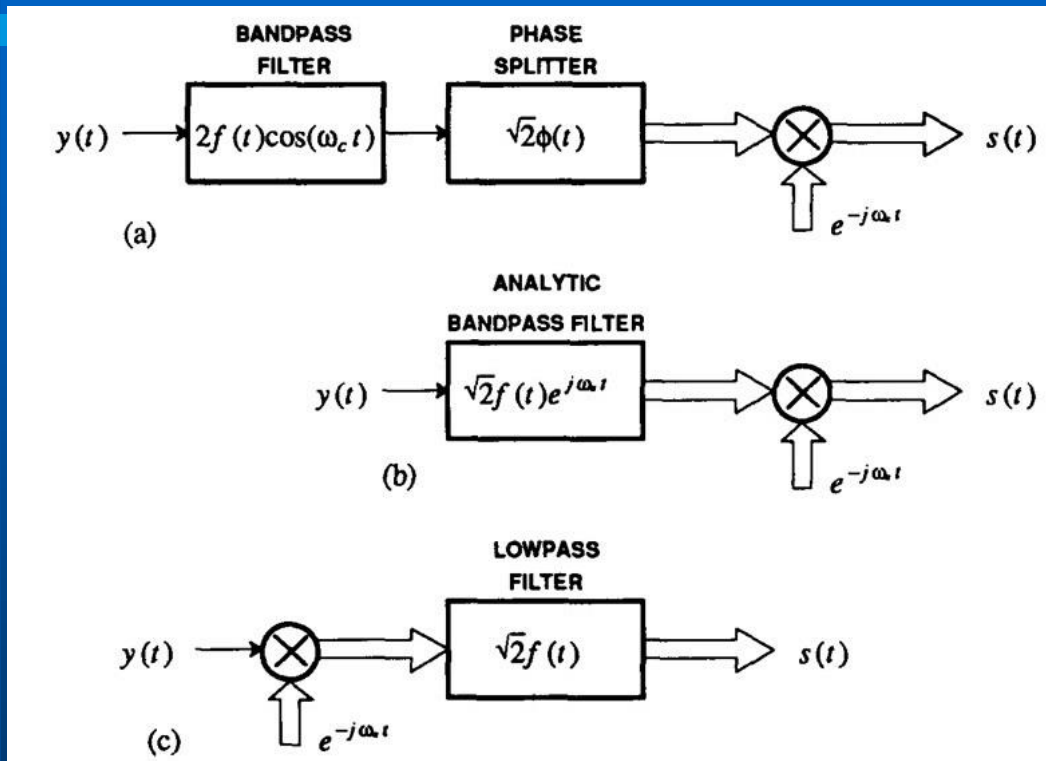 BANDPASS FILTER
PHASE SPLITTER
y(t)
2f(t)cos(ω_c t)
√2ϕ(t)
s(t)
e^{-jω_c t}
(a)
ANALYTIC BANDPASS FILTER
y(t)
√2f(t)e^{jω_c t}
s(t)
e^{-jω_c t}
(b)
LOWPASS FILTER
y(t)
√2f(t)
s(t)
e^{-jω_c t}
(c)